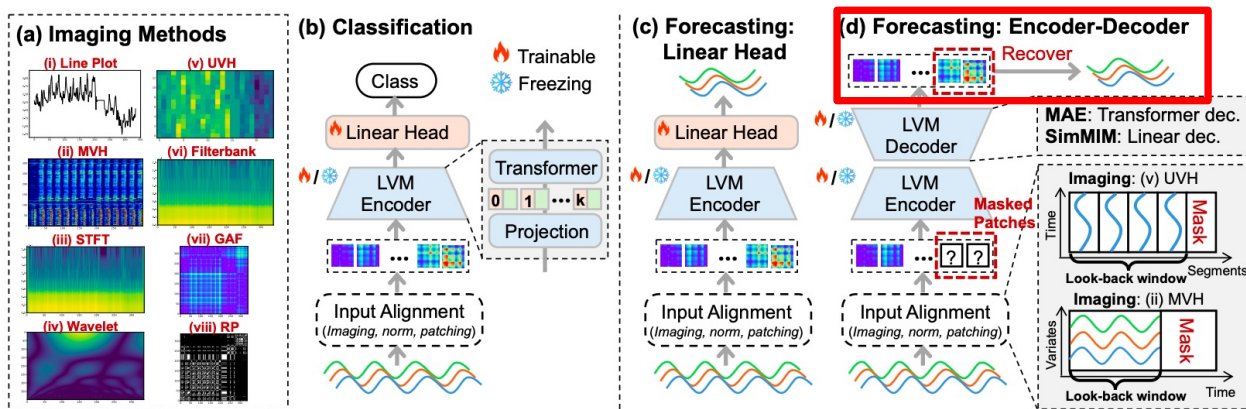 (a) Imaging Methods
(i) Line Plot
(v) UVH
(ii) MVH
(vi) Filterbank
(iii) STFT
(vii) GAF
(iv) Wavelet
(viii) RP
(b) Classification
Trainable
Freezing
Class
Linear Head
/
LVM
Encoder
Transformer
0 1 ••• k
Projection
•••
Input Alignment
(Imaging, norm, patching)
(c) Forecasting:
Linear Head
Linear Head
/
LVM
Encoder
•••
Input Alignment
(Imaging, norm, patching)
(d) Forecasting: Encoder-Decoder
•••
Recover
/
LVM
Decoder
MAE: Transformer dec.
SimMIM: Linear dec.
/
LVM
Encoder
Masked
Patches
••• ? ?
Input Alignment
(Imaging, norm, patching)
Imaging: (v) UVH
Time
Mask
Segments
Look-back window
Imaging: (ii) MVH
Variates
Mask
Look-back window
Time